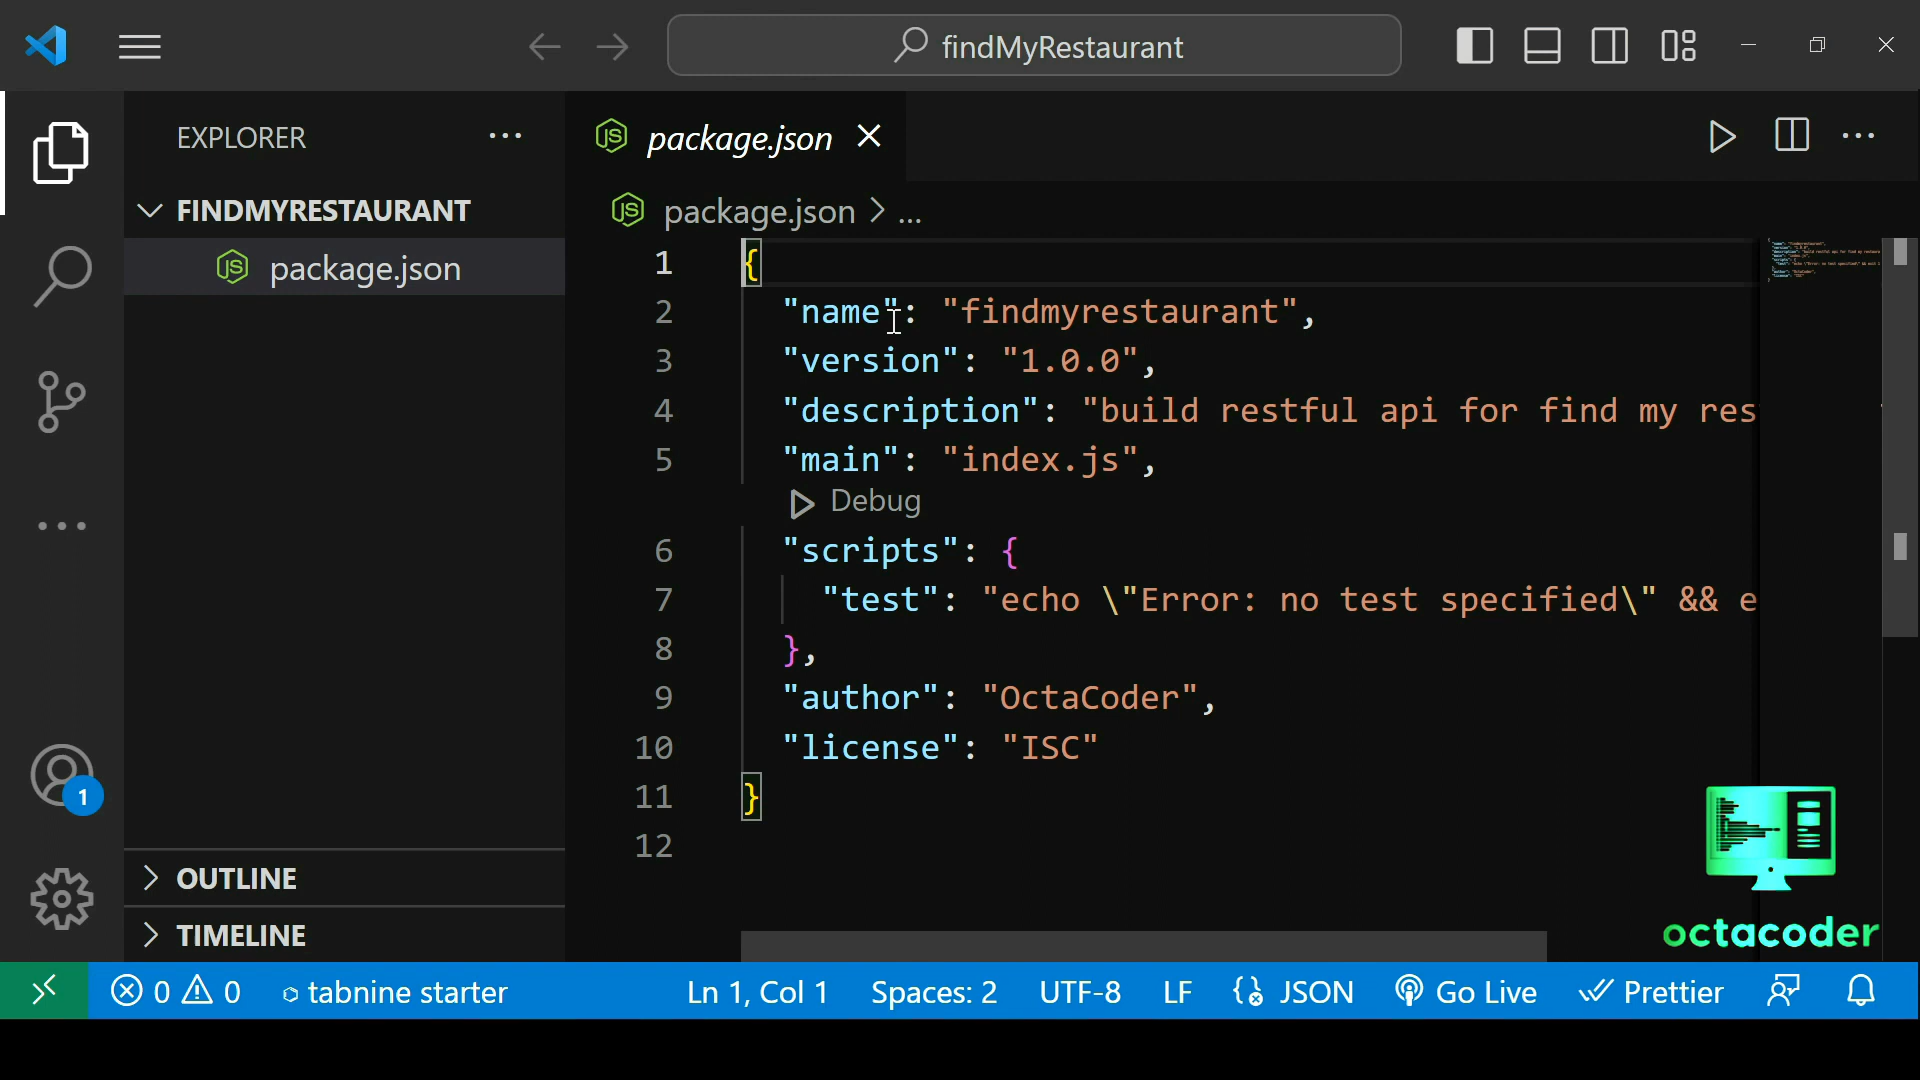 findMyRestaurant
EXPLORER
FINDMYRESTAURANT
package.json
OUTLINE
TIMELINE
package.json
package.json > ...
1 {
2 "name": "findmyrestaurant",
3 "version": "1.0.0",
4 "description": "build restful api for find my res
5 "main": "index.js",
Debug
6 "scripts": {
7 "test": "echo \"Error: no test specified\" && e
8 },
9 "author": "OctaCoder",
10 "license": "ISC"
11 }
12
1
octacoder
0 0 tabnine starter Ln 1, Col 1 Spaces: 2 UTF-8 LF JSON Go Live Prettier